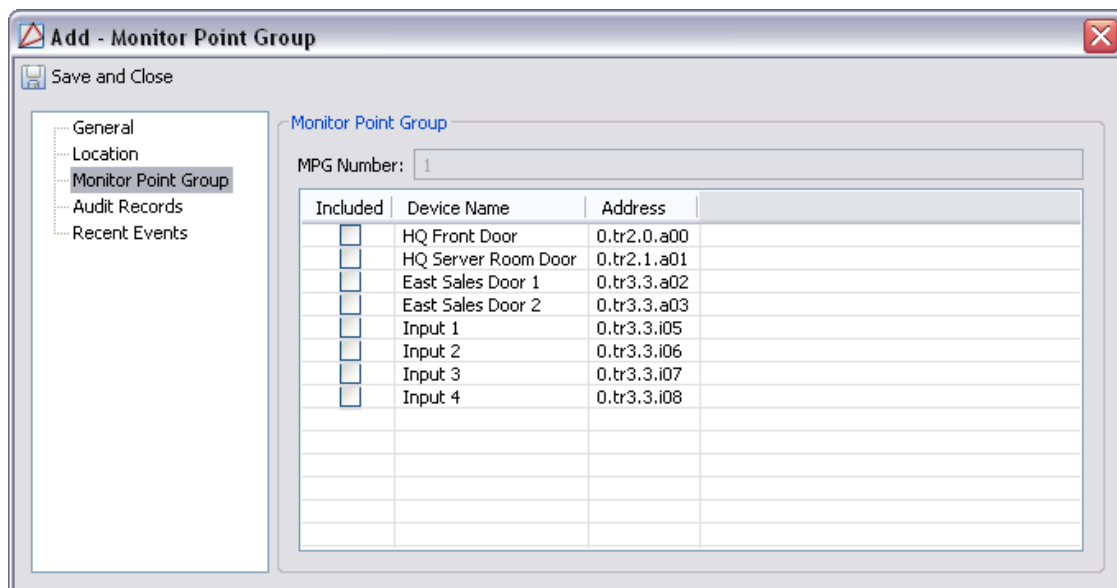 Add - Monitor Point Group
Save and Close
General
Location
Monitor Point Group
Audit Records
Recent Events
Monitor Point Group
MPG Number: 1
Included Device Name Address
HQ Front Door 0.tr2.0.a00
HQ Server Room Door 0.tr2.1.a01
East Sales Door 1 0.tr3.3.a02
East Sales Door 2 0.tr3.3.a03
Input 1 0.tr3.3.i05
Input 2 0.tr3.3.i06
Input 3 0.tr3.3.i07
Input 4 0.tr3.3.i08